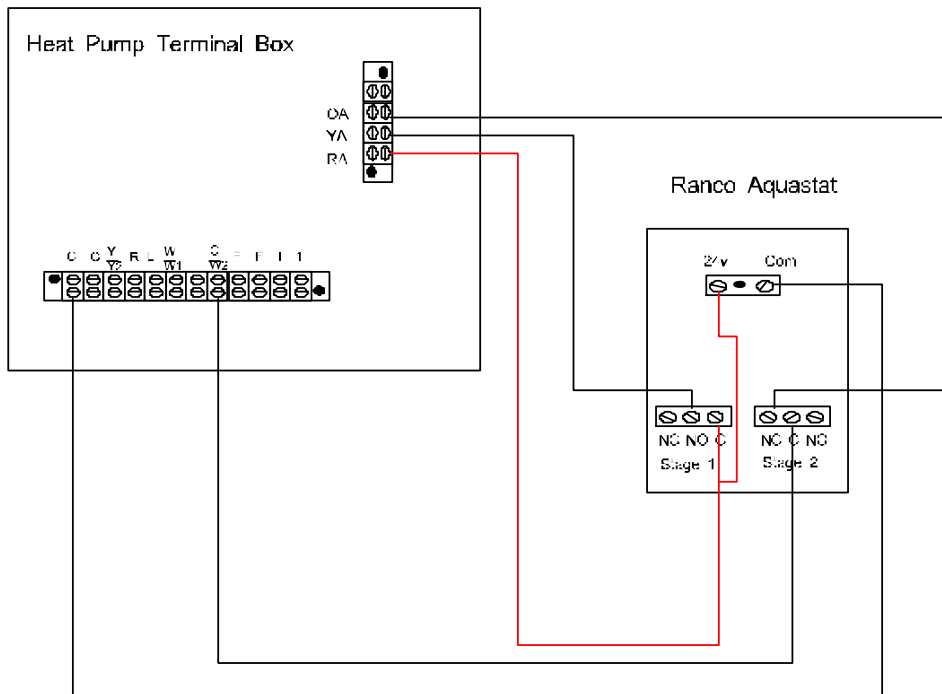 Heat Pump Terminal Box
OA
YA
RA
Ranco Aquastat
24v Com
C G Y R L W O F F 1 1
Y2 W1 W2
NC NO C NC C NO
Stage 1 Stage 2